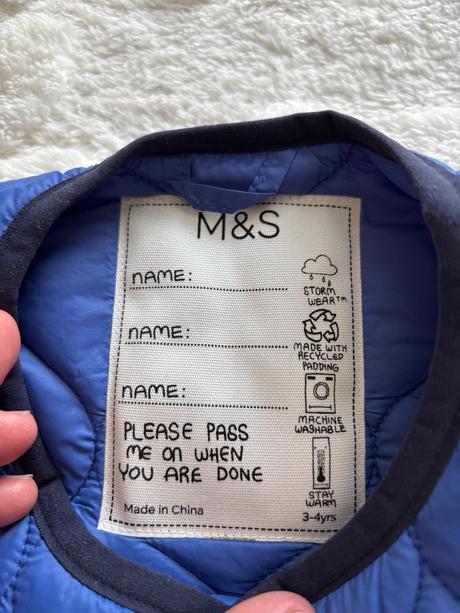 M&S
NAME:
NAME:
NAME:
PLEASE PASS
ME ON WHEN
YOU ARE DONE
Made in China
STORM
WEAR™
MADE WITH
RECYCLED
PADDING
MACHINE
WASHABLE
STAY
WARM
3-4yrs